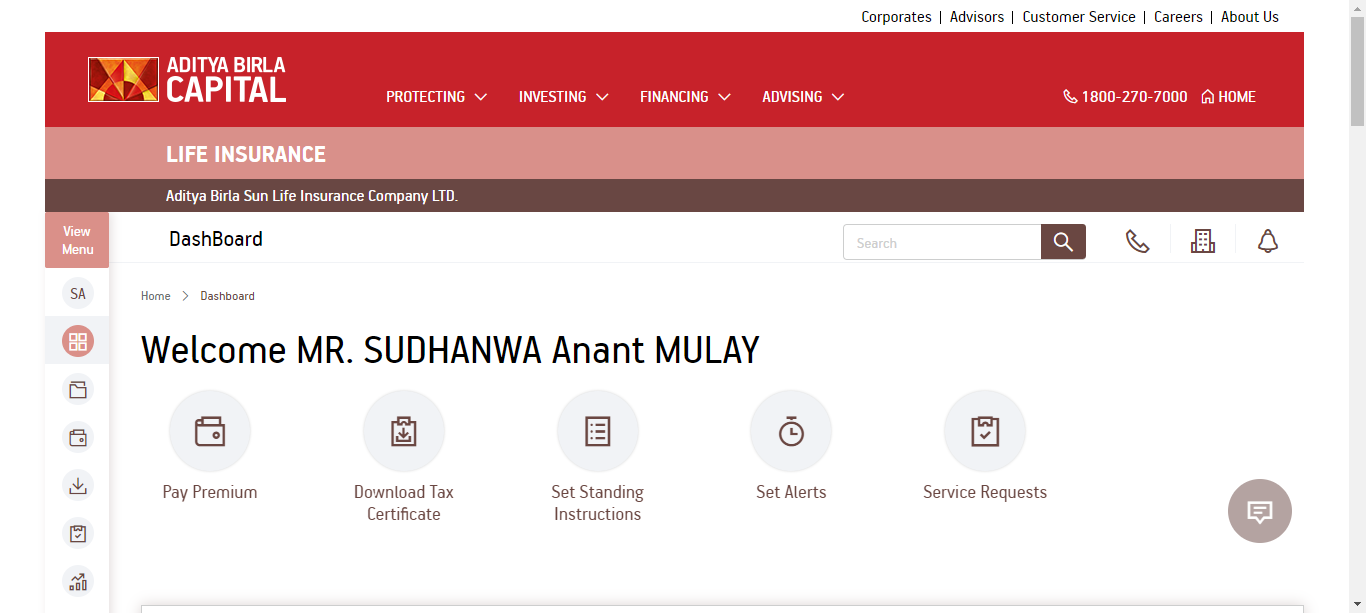 Corporates | Advisors | Customer Service | Careers | About Us
ADITYA BIRLA
CAPITAL
PROTECTING INVESTING FINANCING ADVISING 1800-270-7000 HOME
LIFE INSURANCE
Aditya Birla Sun Life Insurance Company LTD.
View
Menu
DashBoard
Search
SA
Home > Dashboard
Welcome MR. SUDHANWA Anant MULAY
Pay Premium
Download Tax
Certificate
Set Standing
Instructions
Set Alerts
Service Requests